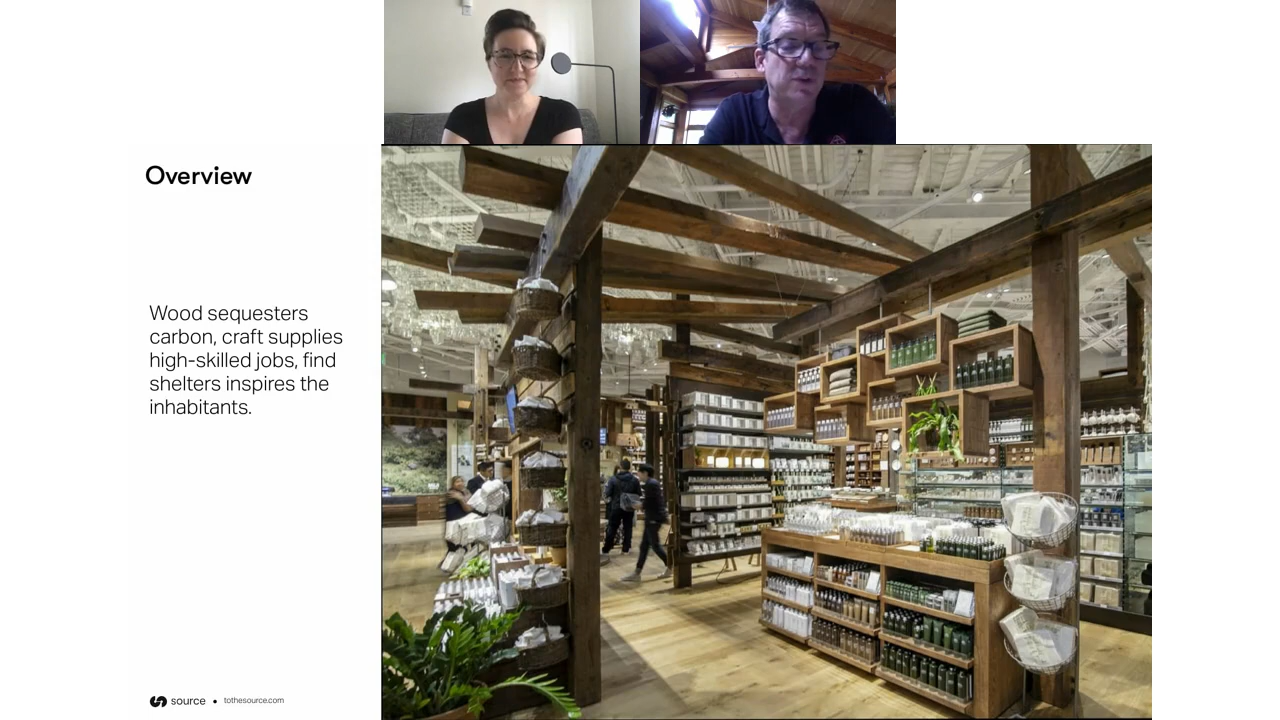 Overview
Wood sequesters
carbon, craft supplies
high-skilled jobs, find
shelters inspires the
inhabitants.
source • tothesource.com